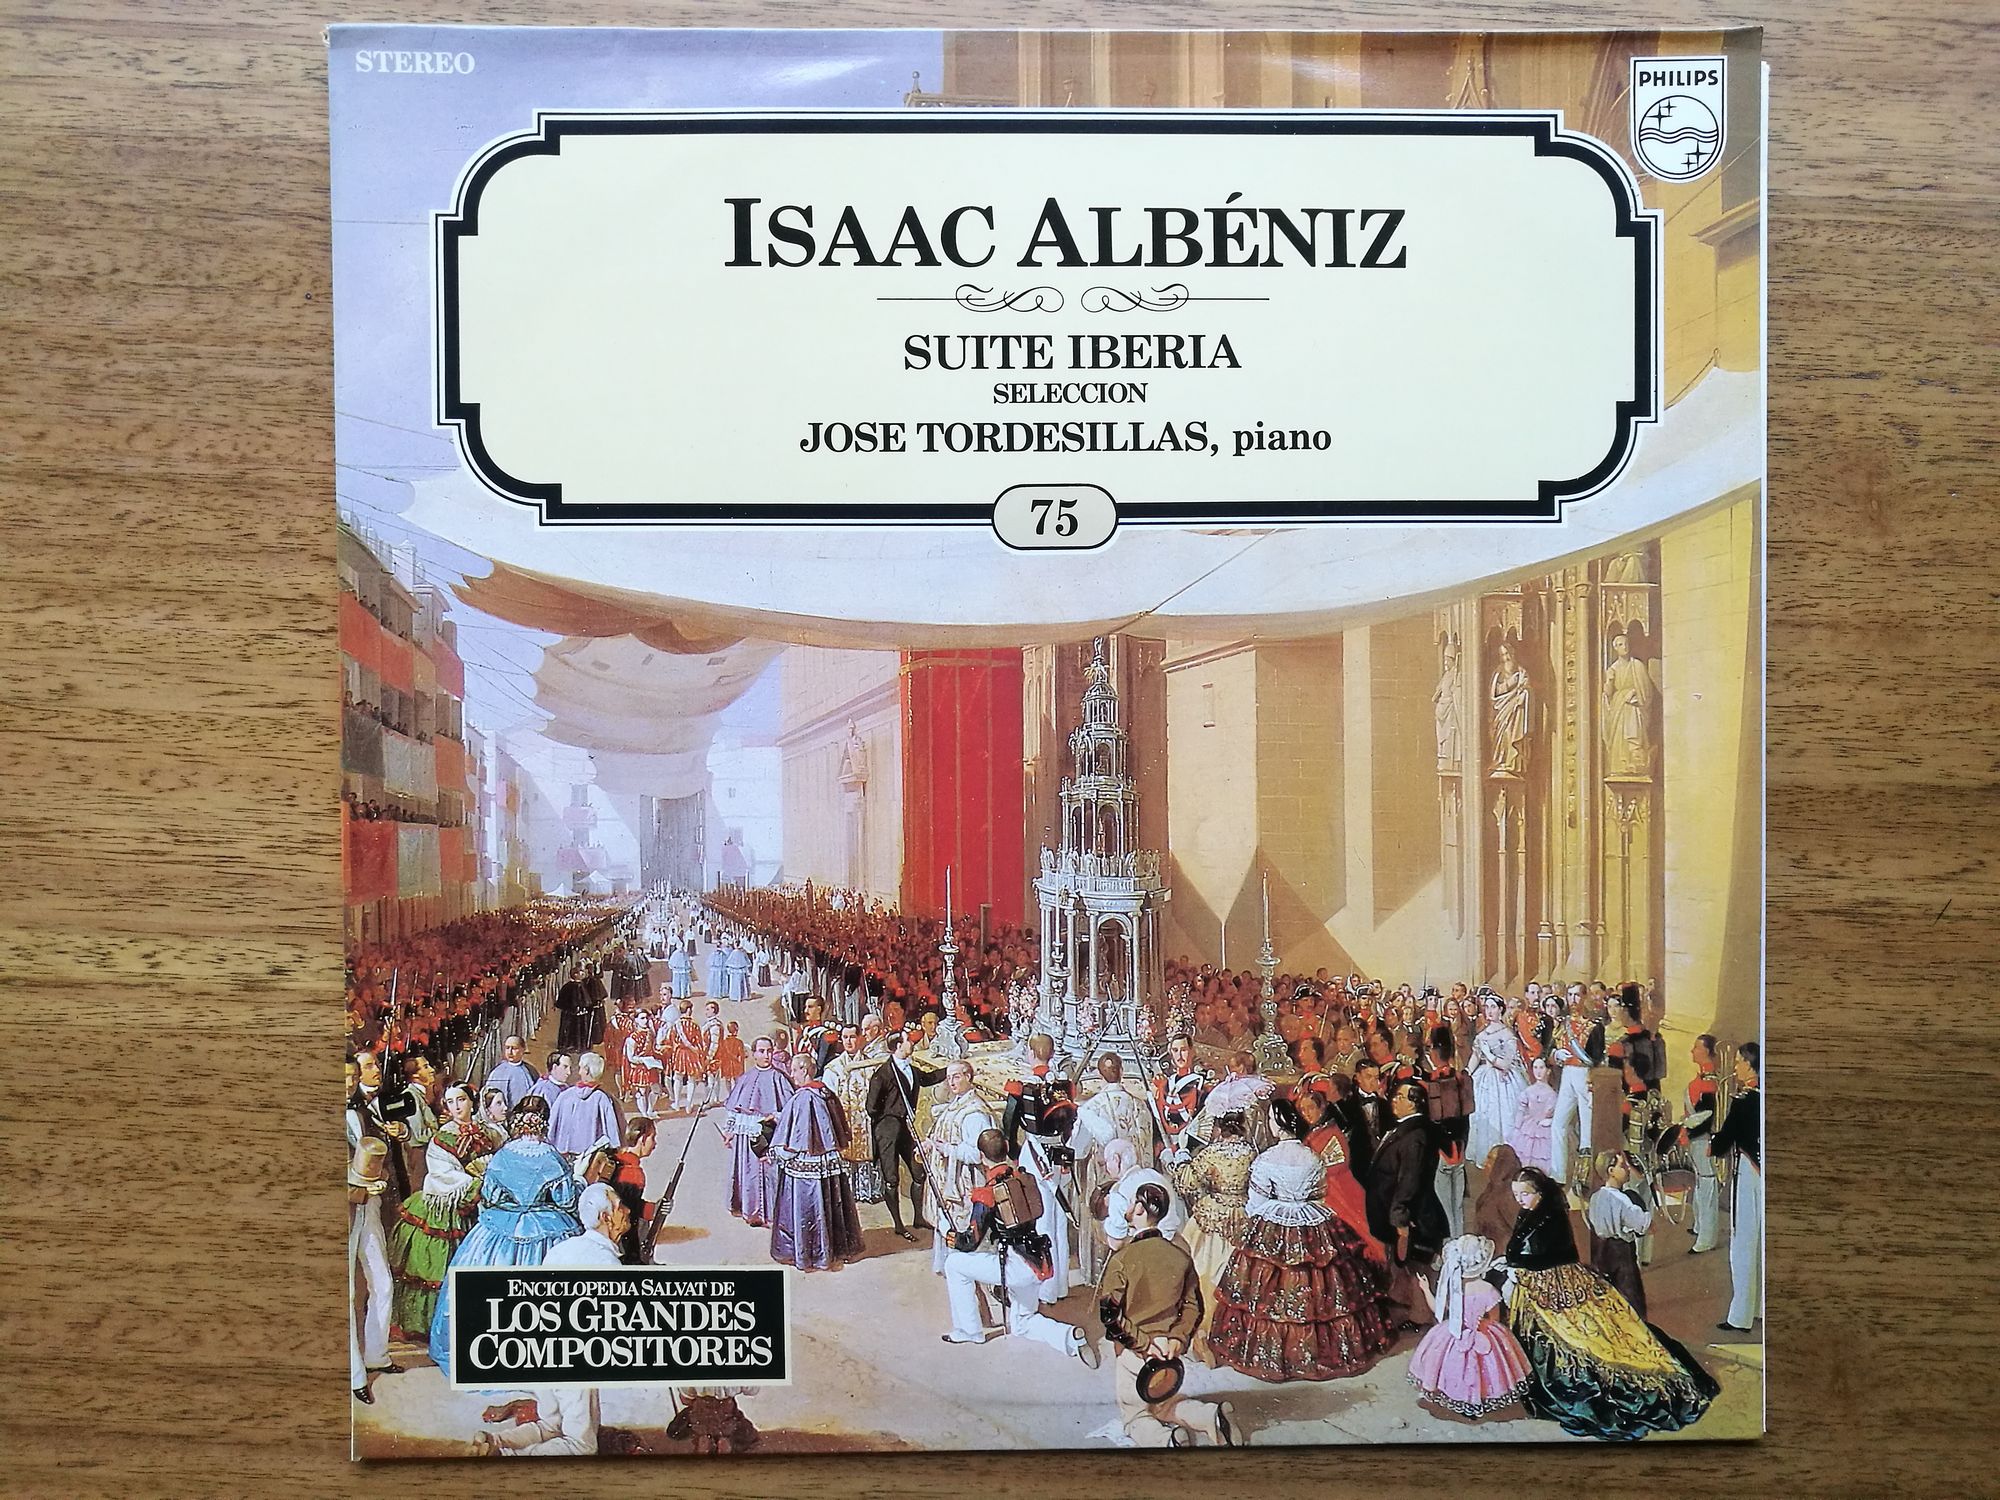 STEREO
PHILIPS
ISAAC ALBÉNIZ
SUITE IBERIA
SELECCION
JOSE TORDESILLAS, piano
75
ENCICLOPEDIA SALVAT DE
LOS GRANDES
COMPOSITORES